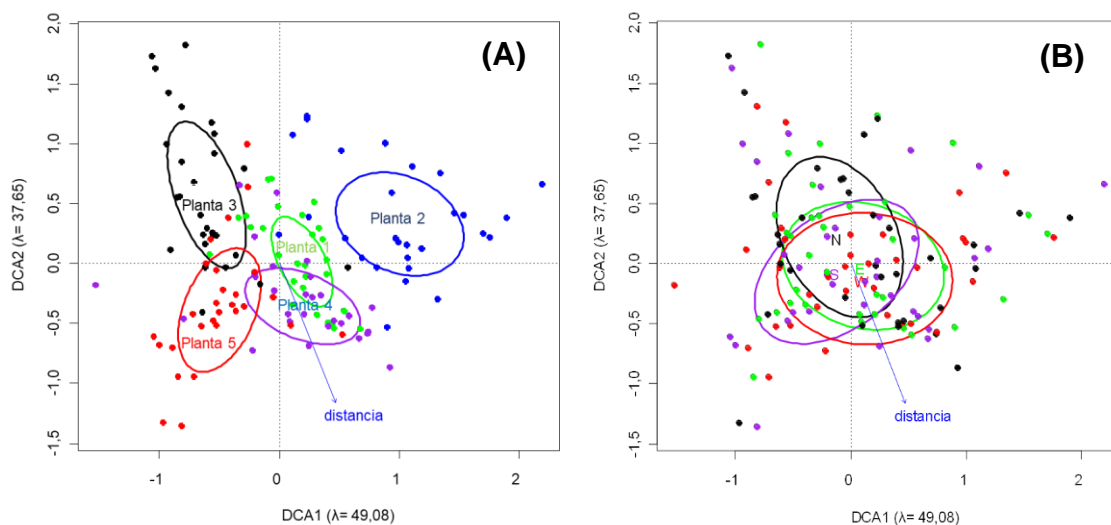 (A)
DCA2 (λ= 37,65)
1,5
1,0
0,5
0,0
-0,5
-1,0
-1,5
Planta 3
Planta 2
Planta 1
Planta 4
Planta 5
distancia
-1
0
1
2
DCA1 (λ= 49,08)
(B)
DCA2 (λ= 37,65)
2,0
1,5
1,0
0,5
0,0
-0,5
-1,0
-1,5
N
E
S
W
distancia
-1
0
1
2
DCA1 (λ= 49,08)